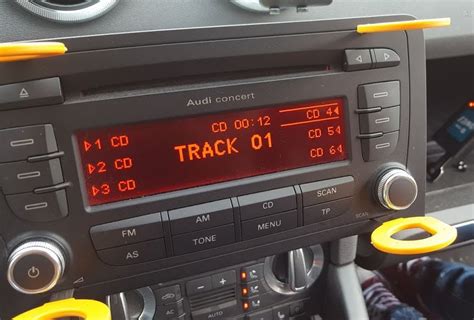 Audi concert
CD 00:12 CD 4
1 CD
CD 5
2 CD
TRACK 01
3 CD
CD 6
FM
AM
CD
SCAN
AS
TONE
MENU
TP
SCAN